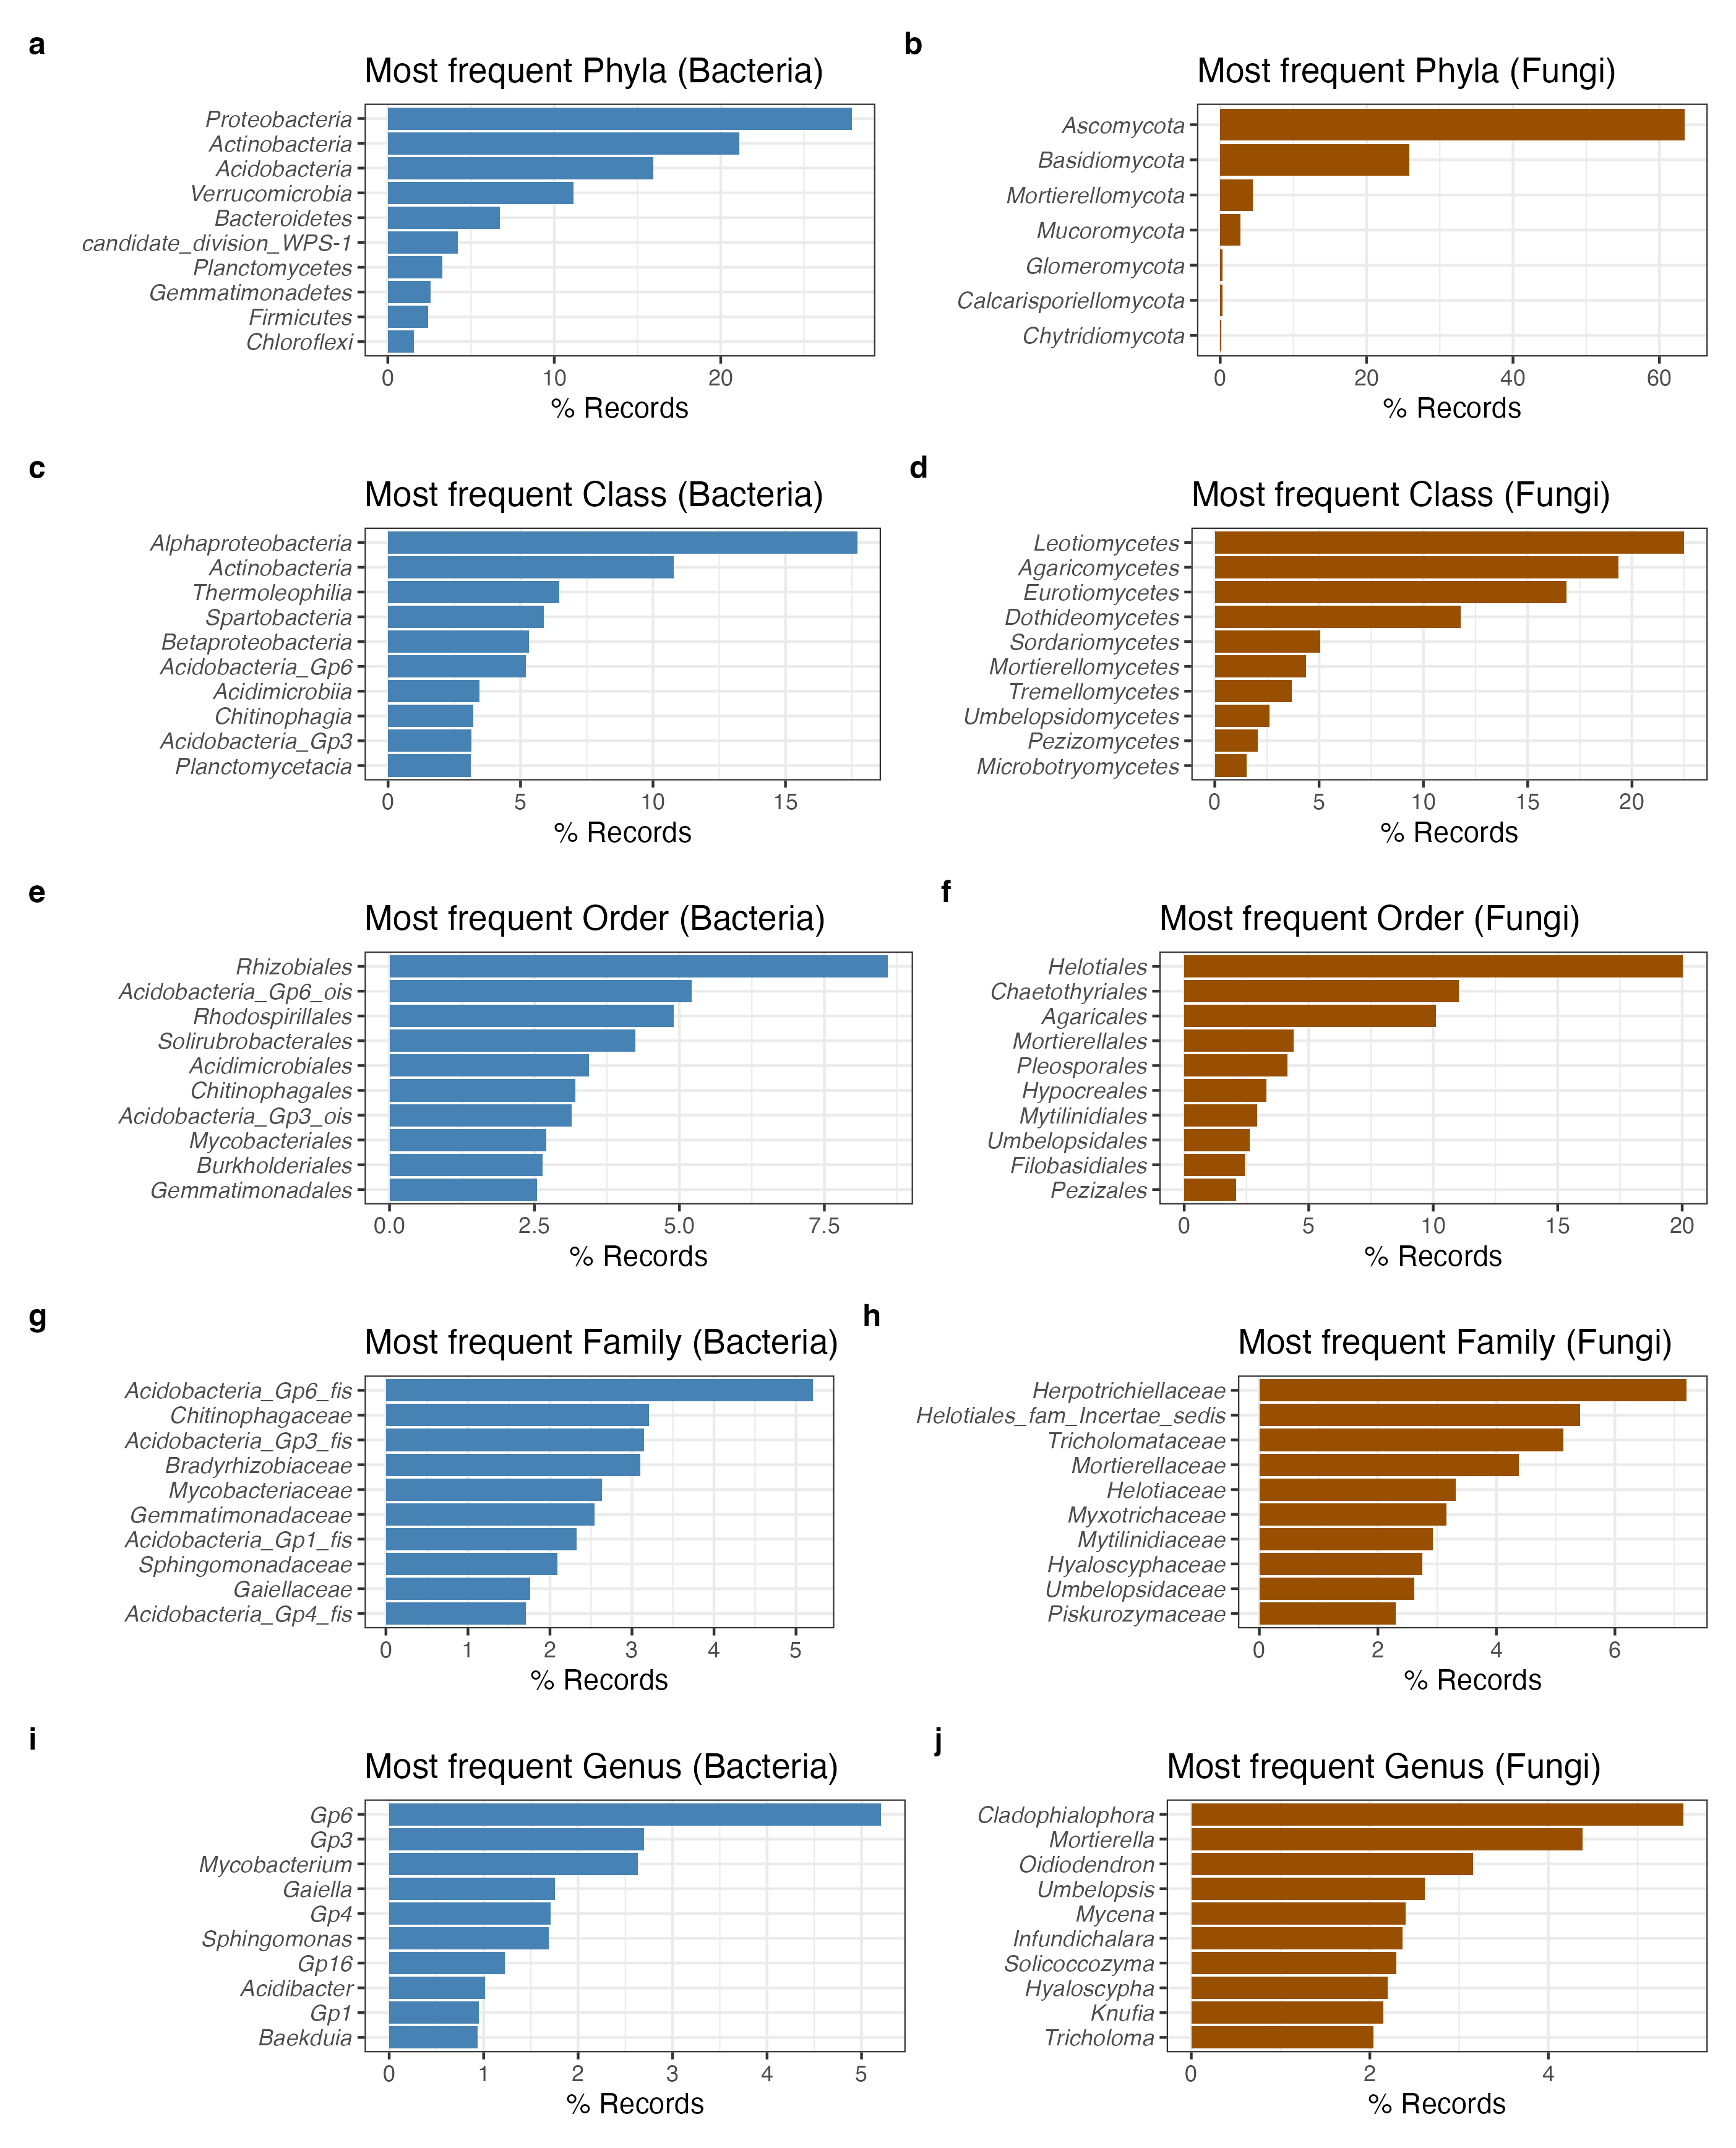 a
Most frequent Phyla (Bacteria)
Proteobacteria
Actinobacteria
Acidobacteria
Verrucomicrobia
Bacteroidetes
candidate_division_WPS-1
Planctomycetes
Gemmatimonadetes
Firmicutes
Chloroflexi
0 10 20
% Records
b
Most frequent Phyla (Fungi)
Ascomycota
Basidiomycota
Mortierellomycota
Mucoromycota
Glomeromycota
Calcarisporiellomycota
Chytridiomycota
0 20 40 60
% Records
c
Most frequent Class (Bacteria)
Alphaproteobacteria
Actinobacteria
Thermoleophilia
Spartobacteria
Betaproteobacteria
Acidobacteria_Gp6
Acidimicrobiia
Chitinophagia
Acidobacteria_Gp3
Planctomycetacia
0 5 10 15
% Records
d
Most frequent Class (Fungi)
Leotiomycetes
Agaricomycetes
Eurotiomycetes
Dothideomycetes
Sordariomycetes
Mortierellomycetes
Tremellomycetes
Umbelopsidomycetes
Pezizomycetes
Microbotryomycetes
0 5 10 15 20
% Records
e
Most frequent Order (Bacteria)
Rhizobiales
Acidobacteria_Gp6_ois
Rhodospirillales
Solirubrobacterales
Acidimicrobiales
Chitinophagales
Acidobacteria_Gp3_ois
Mycobacteriales
Burkholderiales
Gemmatimonadales
0.0 2.5 5.0 7.5
% Records
f
Most frequent Order (Fungi)
Helotiales
Chaetothyriales
Agaricales
Mortierellales
Pleosporales
Hypocreales
Mytilinidiales
Umbelopsidales
Filobasidiales
Pezizales
0 5 10 15 20
% Records
g
Most frequent Family (Bacteria)
Acidobacteria_Gp6_fis
Chitinophagaceae
Acidobacteria_Gp3_fis
Bradyrhizobiaceae
Mycobacteriaceae
Gemmatimonadaceae
Acidobacteria_Gp1_fis
Sphingomonadaceae
Gaiellaceae
Acidobacteria_Gp4_fis
0 1 2 3 4 5
% Records
h
Most frequent Family (Fungi)
Herpotrichiellaceae
Helotiales_fam_Incertae_sedis
Tricholomataceae
Mortierellaceae
Helotiaceae
Myxotrichaceae
Mytilinidiaceae
Hyaloscyphaceae
Umbelopsidaceae
Piskurozymaceae
0 2 4 6
% Records
i
Most frequent Genus (Bacteria)
Gp6
Gp3
Mycobacterium
Gaiella
Gp4
Sphingomonas
Gp16
Acidibacter
Gp1
Baekduia
0 1 2 3 4 5
% Records
j
Most frequent Genus (Fungi)
Cladophialophora
Mortierella
Oidiodendron
Umbelopsis
Mycena
Infundichalara
Solicoccozyma
Hyaloscypha
Knufia
Tricholoma
0 2 4
% Records